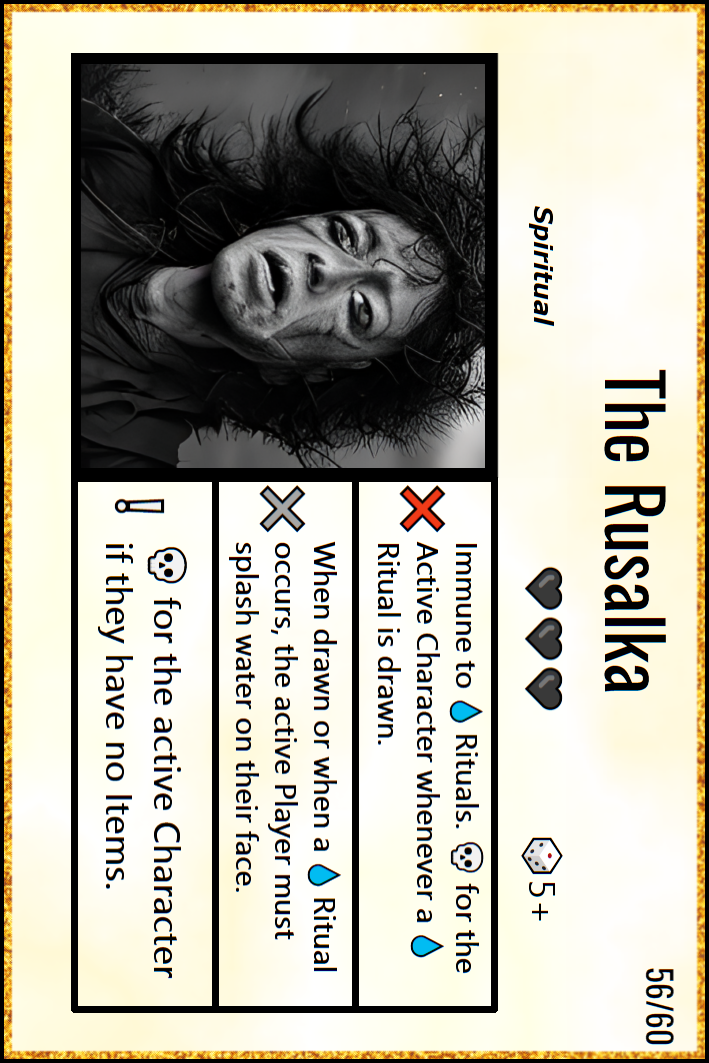 56/60
The Rusalka
Spiritual
5+
Immune to 💧 Rituals. 💀 for the
Active Character whenever a 💧
Ritual is drawn.
When drawn or when a 💧 Ritual
occurs, the active Player must
splash water on their face.
💀 for the active Character
if they have no Items.